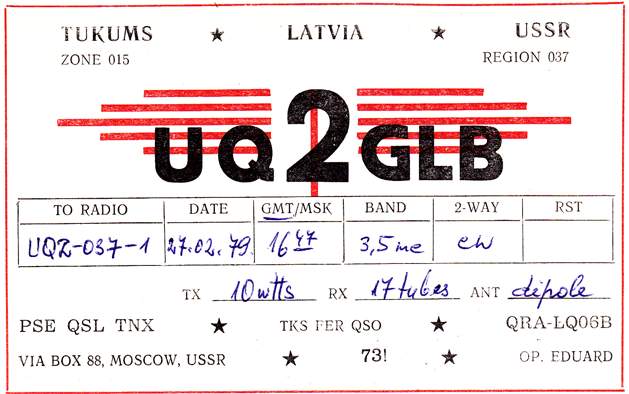 TUKUMS ★ LATVIA ★ USSR
ZONE 015 REGION 037
UQ2GLB
TO RADIO DATE GMT/MSK BAND 2-WAY RST
UQ2-037-1 27.02.79. 16 47 3,5 mc cw
TX 10 wtts RX 17 tubes ANT dipole
PSE QSL TNX ★ TKS FER QSO ★ QRA-LQ06B
VIA BOX 88, MOSCOW, USSR ★ 73! ★ OP. EDUARD